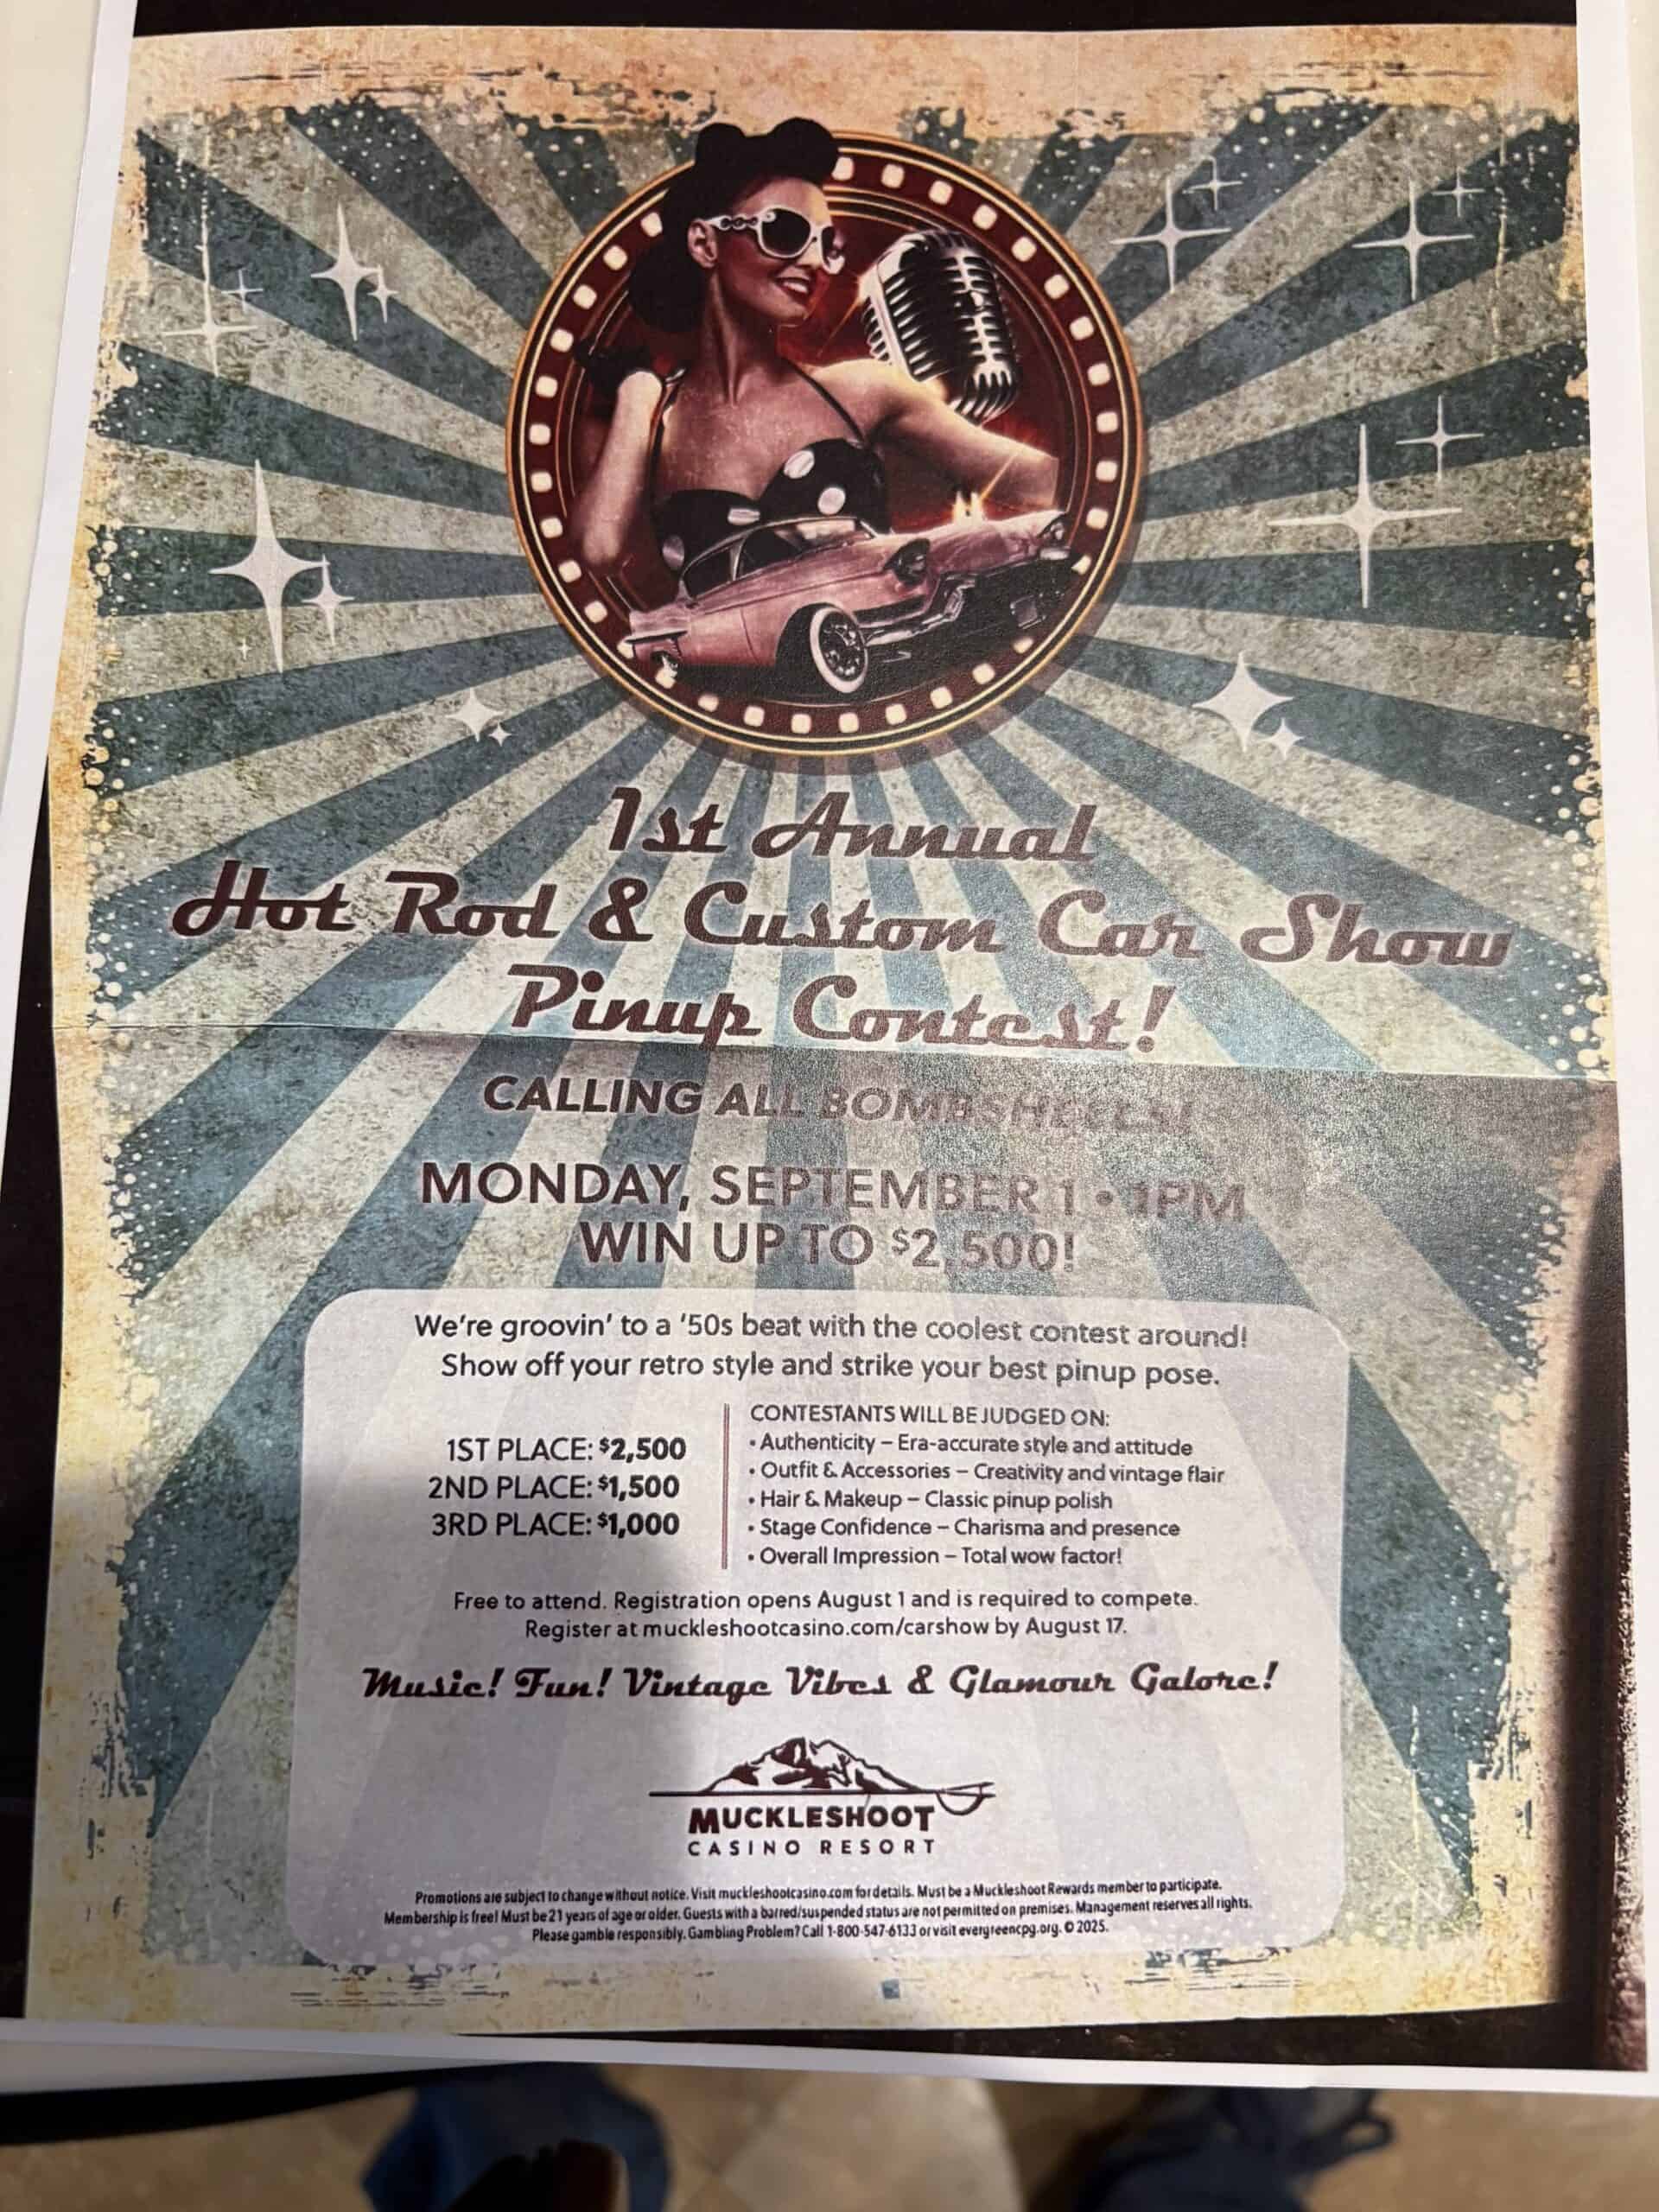 1st Annual
Hot Rod & Custom Car Show
Pinup Contest!
CALLING ALL BOMBSHELLS!
MONDAY, SEPTEMBER 1 • 1PM
WIN UP TO $2,500!
We're groovin' to a '50s beat with the coolest contest around!
Show off your retro style and strike your best pinup pose.
1ST PLACE: $2,500
2ND PLACE: $1,500
3RD PLACE: $1,000
CONTESTANTS WILL BE JUDGED ON:
• Authenticity – Era-accurate style and attitude
• Outfit & Accessories – Creativity and vintage flair
• Hair & Makeup – Classic pinup polish
• Stage Confidence – Charisma and presence
• Overall Impression – Total wow factor!
Free to attend. Registration opens August 1 and is required to compete.
Register at muckleshootcasino.com/carshow by August 17.
Music! Fun! Vintage Vibes & Glamour Galore!
MUCKLESHOOT
CASINO RESORT
Promotions are subject to change without notice. Visit muckleshootcasino.com for details. Must be a Muckleshoot Rewards member to participate.
Membership is free! Must be 21 years of age or older. Guests with a barred/suspended status are not permitted on premises. Management reserves all rights.
Please gamble responsibly. Gambling Problem? Call 1-800-547-6133 or visit evergreencpg.org. © 2025.